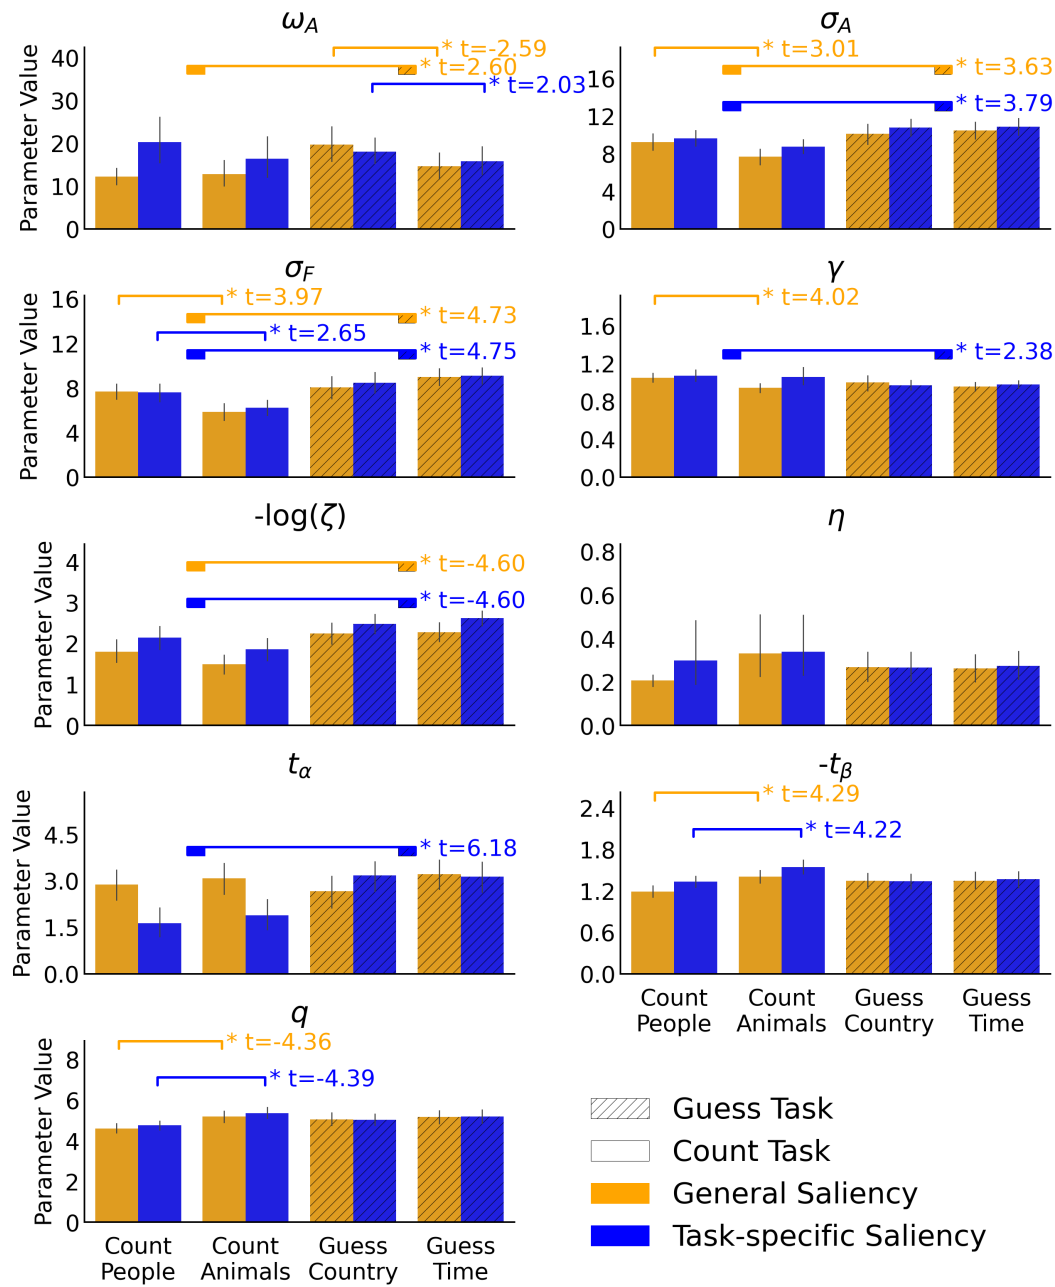 ω_A
Parameter Value
40
30
20
10
0
* t=-2.59
* t=2.60
* t=2.03
σ_A
16
12
8
4
0
* t=3.01
* t=3.63
* t=3.79
σ_F
Parameter Value
16
12
8
4
0
* t=3.97
* t=4.73
* t=2.65
* t=4.75
γ
1.6
1.2
0.8
0.4
0.0
* t=4.02
* t=2.38
-log(ζ)
Parameter Value
4
3
2
1
0
* t=-4.60
* t=-4.60
η
0.8
0.6
0.4
0.2
0.0
t_α
Parameter Value
4.5
3.0
1.5
0.0
* t=6.18
-t_β
2.4
1.8
1.2
0.6
0.0
* t=4.29
* t=4.22
Count People
Count Animals
Guess Country
Guess Time
q
Parameter Value
8
6
4
2
0
* t=-4.36
* t=-4.39
Count People
Count Animals
Guess Country
Guess Time
Guess Task
Count Task
General Saliency
Task-specific Saliency